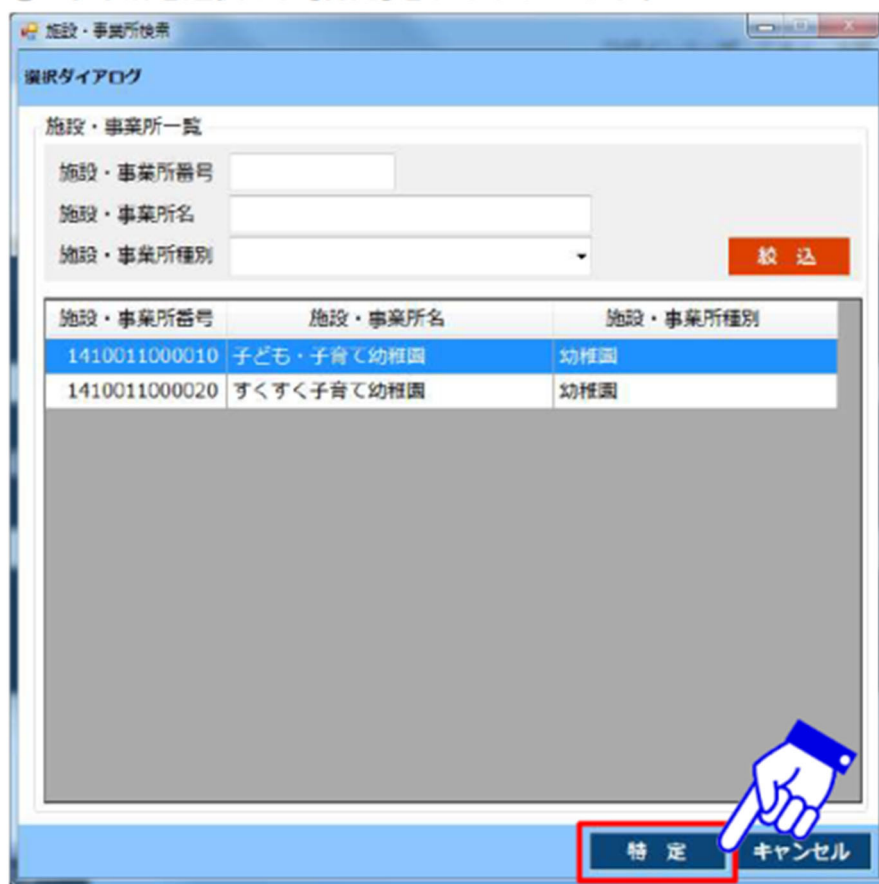 施設・事業所検索
選択ダイアログ
施設・事業所一覧
施設・事業所番号
施設・事業所名
施設・事業所種別
絞 込
施設・事業所番号 施設・事業所名 施設・事業所種別
1410011000010 子ども・子育て幼稚園 幼稚園
1410011000020 すくすく子育て幼稚園 幼稚園
特 定 キャンセル